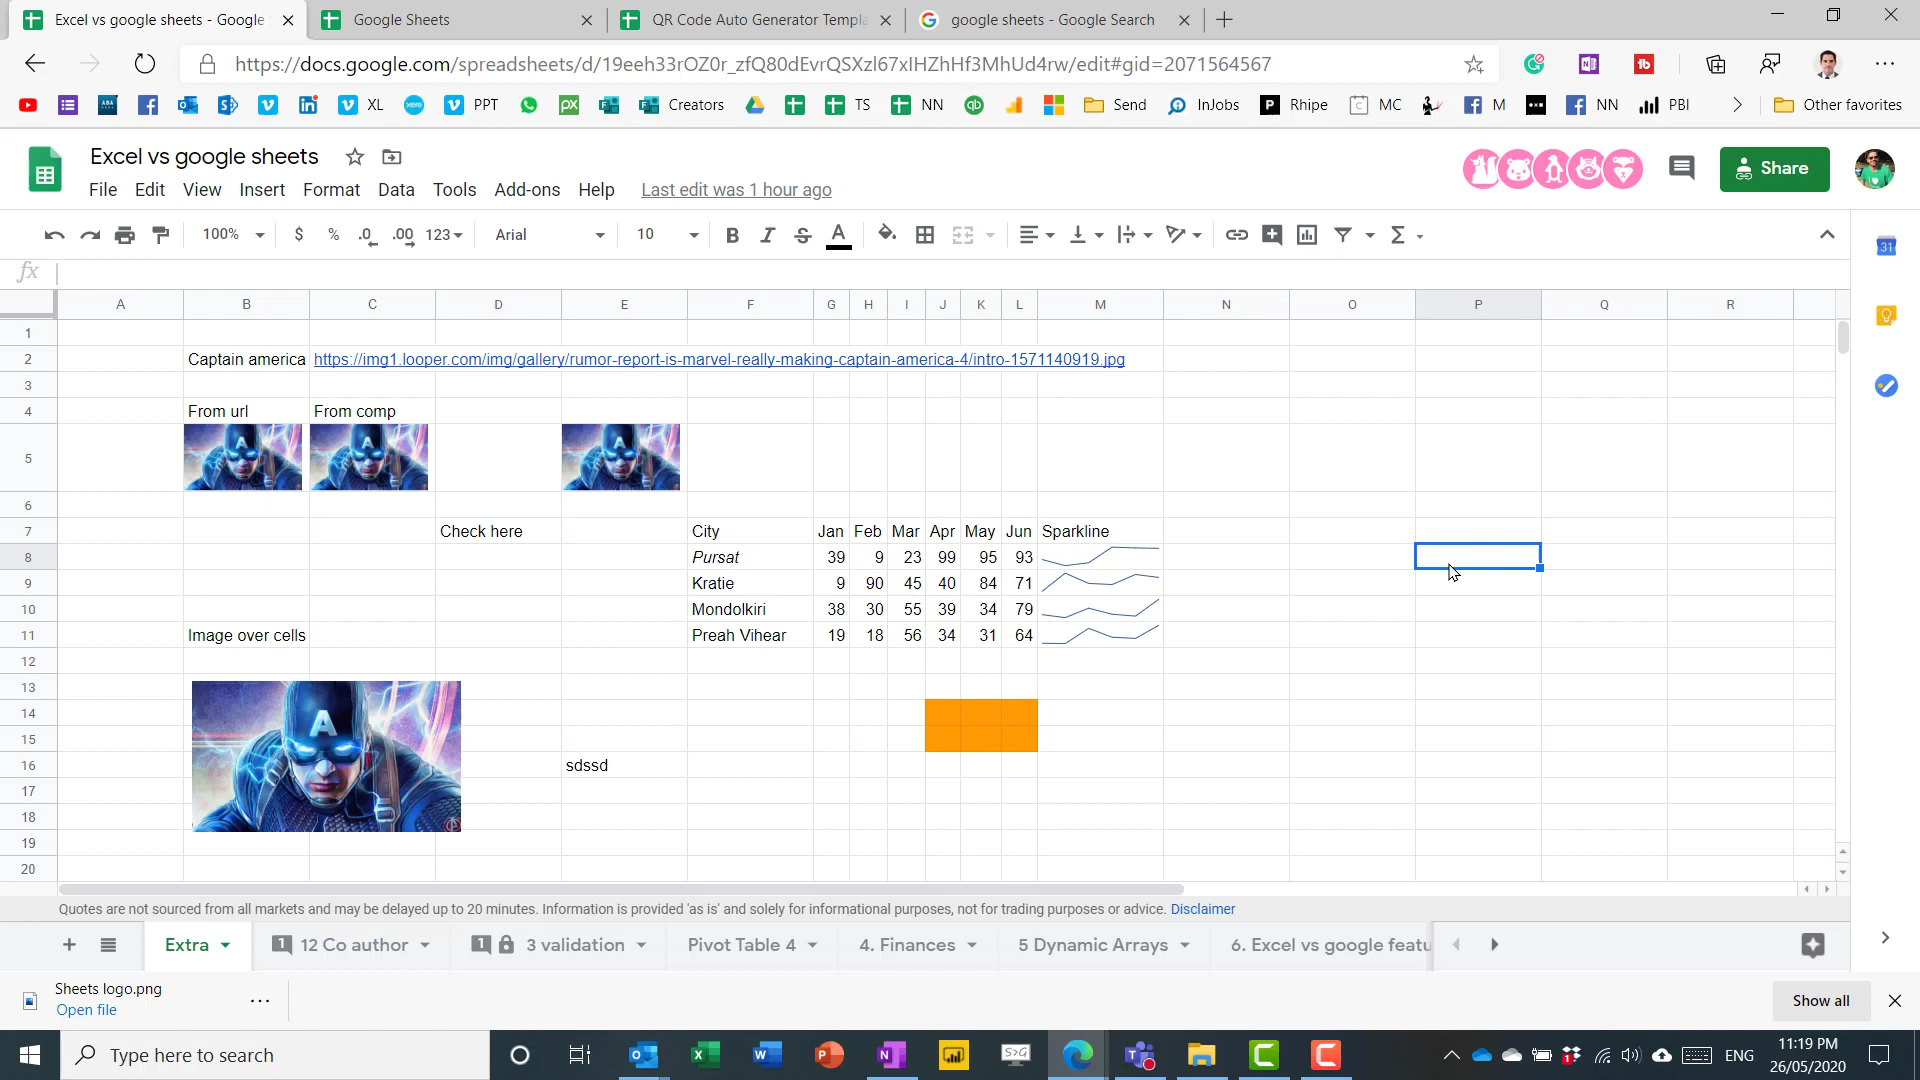 Excel vs google sheets - Google
Google Sheets
QR Code Auto Generator Templa
google sheets - Google Search
https://docs.google.com/spreadsheets/d/19eeh33rOZ0r_zfQ80dEvrQSXzl67xIHZhHf3MhUd4rw/edit#gid=2071564567
XL
PPT
Creators
TS
NN
Send
InJobs
Rhipe
MC
M
NN
PBI
Other favorites
Excel vs google sheets
File Edit View Insert Format Data Tools Add-ons Help Last edit was 1 hour ago
Share
100% $ % .0 .00 123 Arial 10 B I S A
fx
A B C D E F G H I J K L M N O P Q R
1
2 Captain america https://img1.looper.com/img/gallery/rumor-report-is-marvel-really-making-captain-america-4/intro-1571140919.jpg
3
4 From url From comp
5
6
7 Check here City Jan Feb Mar Apr May Jun Sparkline
8 Pursat 39 9 23 99 95 93
9 Kratie 9 90 45 40 84 71
10 Mondolkiri 38 30 55 39 34 79
11 Image over cells Preah Vihear 19 18 56 34 31 64
12
13
14
15
16 sdssd
17
18
19
20
Quotes are not sourced from all markets and may be delayed up to 20 minutes. Information is provided 'as is' and solely for informational purposes, not for trading purposes or advice. Disclaimer
Extra 1 12 Co author 1 3 validation Pivot Table 4 4. Finances 5 Dynamic Arrays 6. Excel vs google featu
Sheets logo.png
Open file
Show all
Type here to search
ENG
11:19 PM
26/05/2020